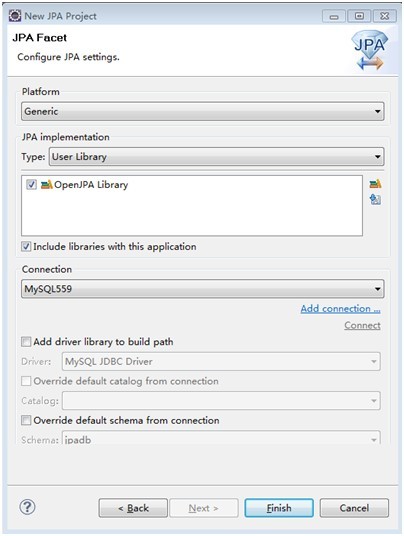 New JPA Project
JPA Facet
Configure JPA settings.
JPA
Platform
Generic
JPA implementation
Type: User Library
OpenJPA Library
Include libraries with this application
Connection
MySQL559
Add connection ...
Connect
Add driver library to build path
Driver: MySQL JDBC Driver
Override default catalog from connection
Catalog:
Override default schema from connection
Schema: jpadb
?
< Back Next > Finish Cancel